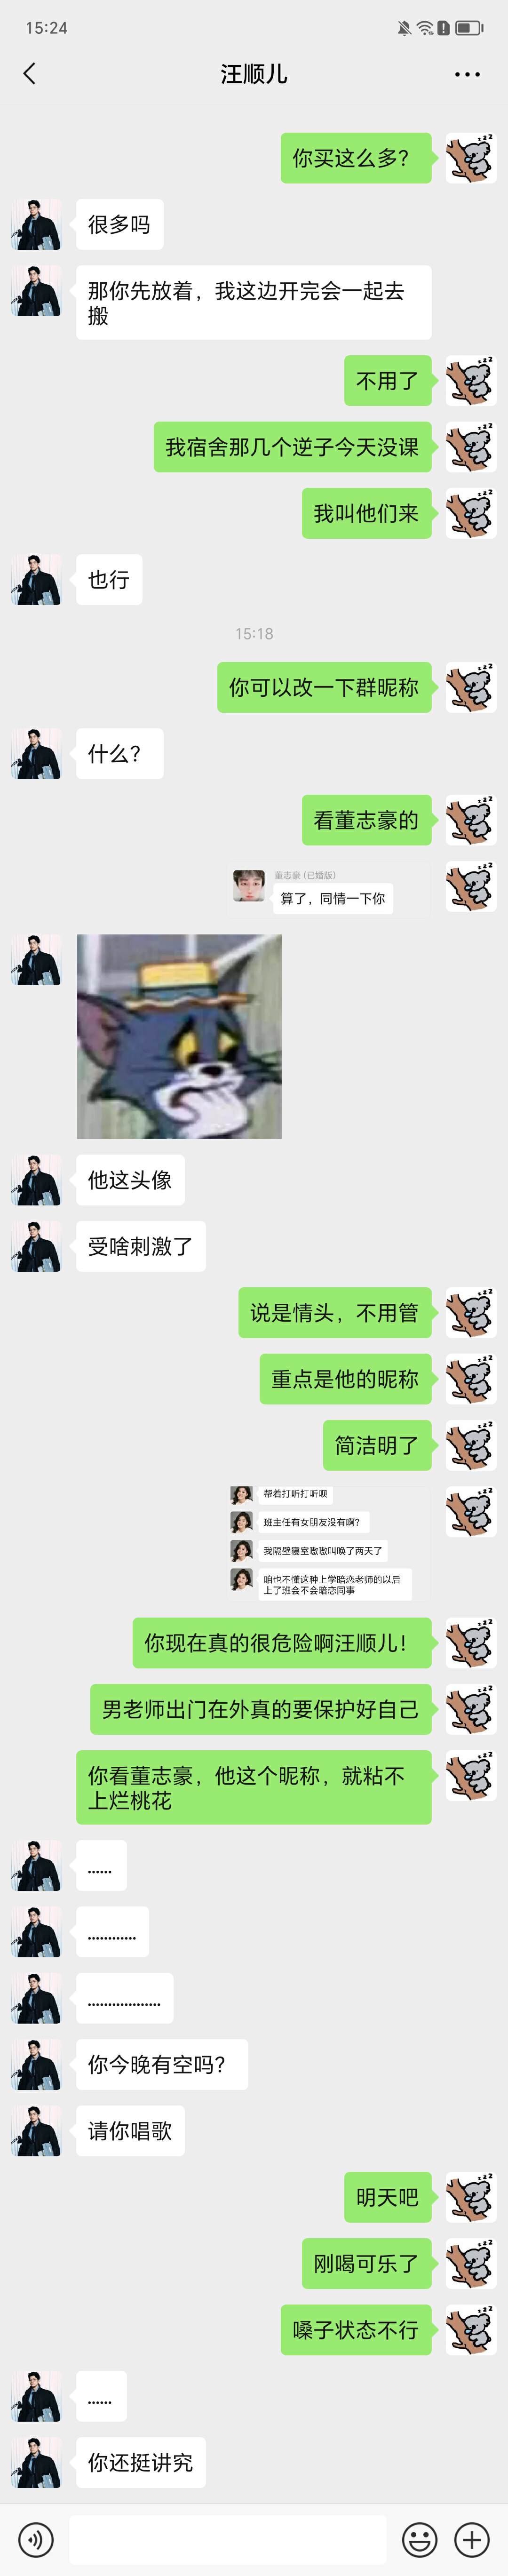 15:24
汪顺儿
你买这么多？
很多吗
那你先放着，我这边开完会一起去
搬
不用了
我宿舍那几个逆子今天没课
我叫他们来
也行
15:18
你可以改一下群昵称
什么？
看董志豪的
董志豪(已婚版)
算了，同情一下你
他这头像
受啥刺激了
说是情头，不用管
重点是他的昵称
简洁明了
帮着打听打听呗
班主任有女朋友没有啊？
我隔壁寝室嗷嗷叫唤了两天了
咱也不懂这种上学暗恋老师的以后
上了班会不会暗恋同事
你现在真的很危险啊汪顺儿！
男老师出门在外真的要保护好自己
你看董志豪，他这个昵称，就粘不
上烂桃花
……
…………
………………
你今晚有空吗？
请你唱歌
明天吧
刚喝可乐了
嗓子状态不行
……
你还挺讲究